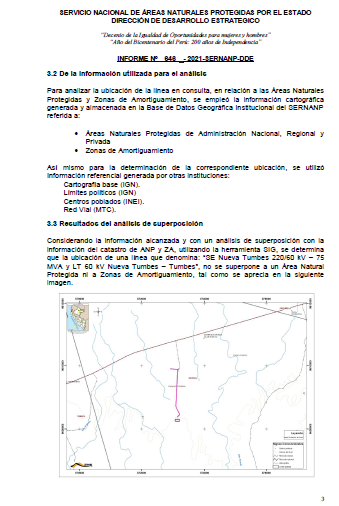 SERVICIO NACIONAL DE ÁREAS NATURALES PROTEGIDAS POR EL ESTADO
DIRECCIÓN DE DESARROLLO ESTRATEGICO
"Decenio de la Igualdad de Oportunidades para mujeres y hombres"
"Año del Bicentenario del Perú: 200 años de Independencia"
INFORME Nº 646 _- 2021-SERNANP-DDE
3.2 De la información utilizada para el análisis
Para analizar la ubicación de la línea en consulta, en relación a las Áreas Naturales
Protegidas y Zonas de Amortiguamiento, se empleó la información cartográfica
generada y almacenada en la Base de Datos Geográfica Institucional del SERNANP
referida a:
• Áreas Naturales Protegidas de Administración Nacional, Regional y
Privada
• Zonas de Amortiguamiento
Así mismo para la determinación de la correspondiente ubicación, se utilizó
información referencial generada por otras instituciones:
Cartografía base (IGN).
Límites políticos (IGN)
Centros poblados (INEI).
Red Vial (MTC).
3.3 Resultados del análisis de superposición
Considerando la información alcanzada y con un análisis de superposición con la
información del catastro de ANP y ZA, utilizando la herramienta SIG, se determina
que la ubicación de una línea que denomina: "SE Nueva Tumbes 220/60 kV – 75
MVA y LT 60 kV Nueva Tumbes – Tumbes", no se superpone a un Área Natural
Protegida ni a Zonas de Amortiguamiento, tal como se aprecia en la siguiente
imagen.
3